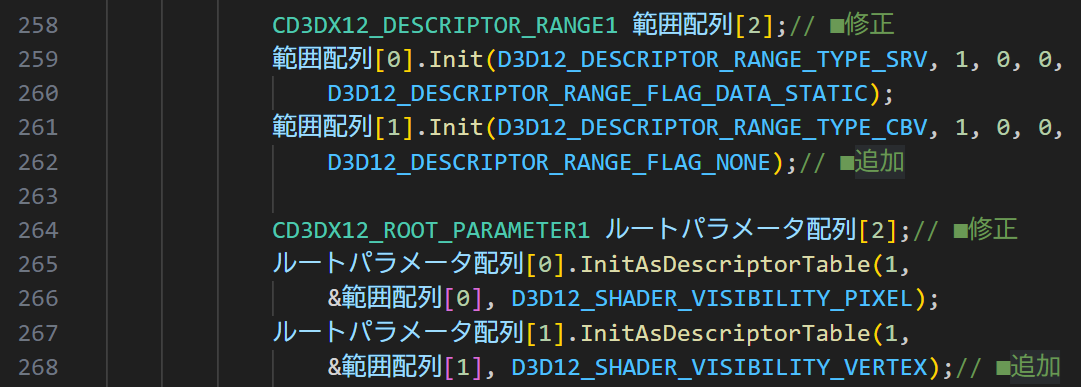 258 CD3DX12_DESCRIPTOR_RANGE1 範囲配列[2];// ■修正
259 範囲配列[0].Init(D3D12_DESCRIPTOR_RANGE_TYPE_SRV, 1, 0, 0,
260 D3D12_DESCRIPTOR_RANGE_FLAG_DATA_STATIC);
261 範囲配列[1].Init(D3D12_DESCRIPTOR_RANGE_TYPE_CBV, 1, 0, 0,
262 D3D12_DESCRIPTOR_RANGE_FLAG_NONE);// ■追加
263
264 CD3DX12_ROOT_PARAMETER1 ルートパラメータ配列[2];// ■修正
265 ルートパラメータ配列[0].InitAsDescriptorTable(1,
266 &範囲配列[0], D3D12_SHADER_VISIBILITY_PIXEL);
267 ルートパラメータ配列[1].InitAsDescriptorTable(1,
268 &範囲配列[1], D3D12_SHADER_VISIBILITY_VERTEX);// ■追加